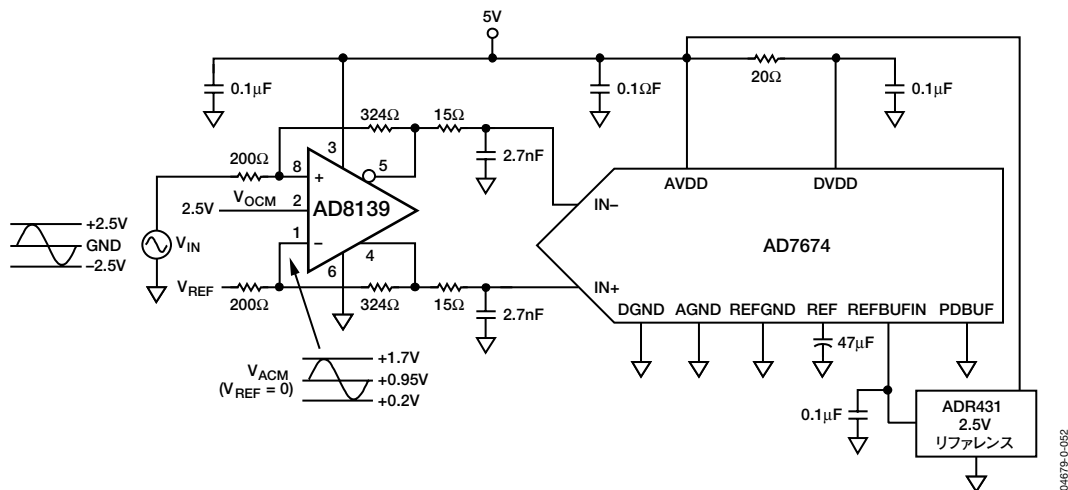 5V
0.1μF
0.1ΩF
20Ω
0.1μF
324Ω
15Ω
200Ω
8
3
5
2.7nF
+
AVDD
DVDD
IN–
+2.5V
GND
–2.5V
VIN
2.5V
VOCM
2
AD8139
AD7674
1
–
4
6
VREF
200Ω
324Ω
15Ω
IN+
2.7nF
DGND
AGND
REFGND
REF
REFBUFIN
PDBUF
47μF
VACM
(VREF = 0)
+1.7V
+0.95V
+0.2V
0.1μF
ADR431
2.5V
リファレンス
04679-0-052